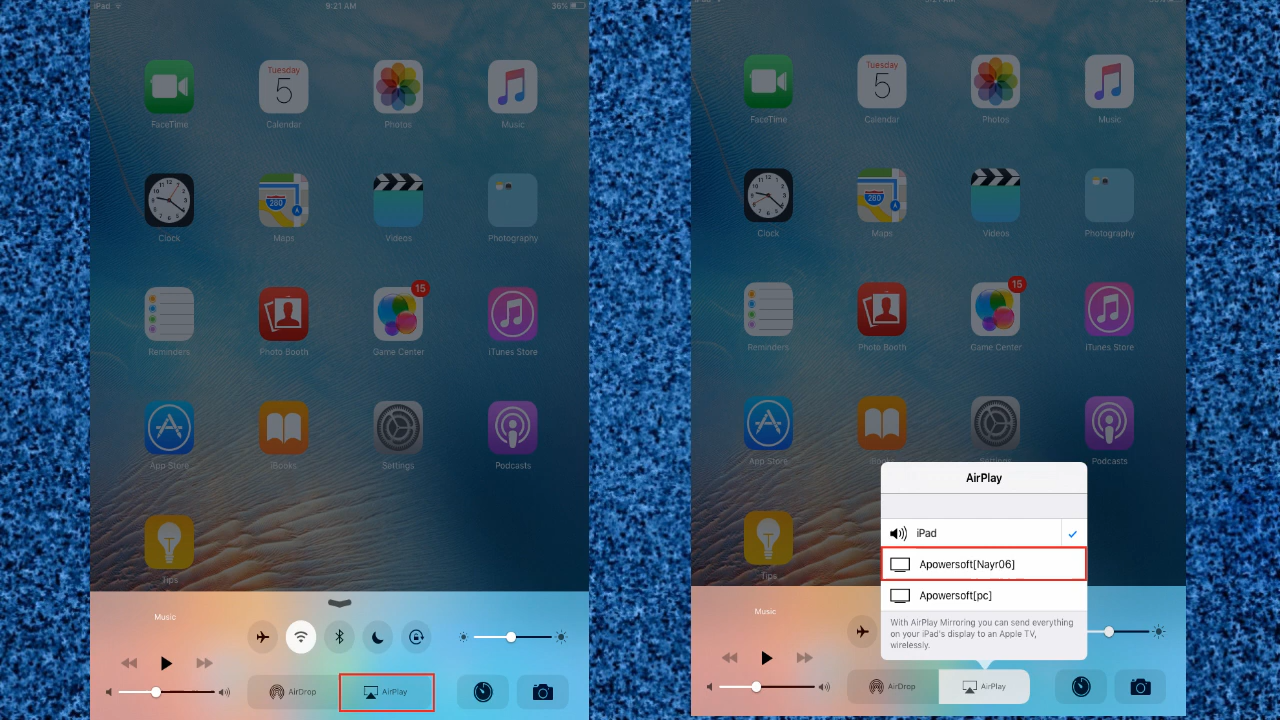 iPad
9:21 AM
36%
Tuesday
5
FaceTime
Calendar
Photos
Music
280
Clock
Maps
Videos
Photography
15
Reminders
Photo Booth
Game Center
iTunes Store
App Store
iBooks
Settings
Podcasts
Tips
Music
AirDrop
AirPlay
Tuesday
5
FaceTime
Calendar
Photos
Music
280
Clock
Maps
Videos
Photography
15
Reminders
Photo Booth
Game Center
iTunes Store
App Store
iBooks
Settings
Podcasts
Tips
AirPlay
iPad
Apowersoft[Nayr06]
Apowersoft[pc]
With AirPlay Mirroring you can send everything
on your iPad's display to an Apple TV,
wirelessly.
Music
AirDrop
AirPlay